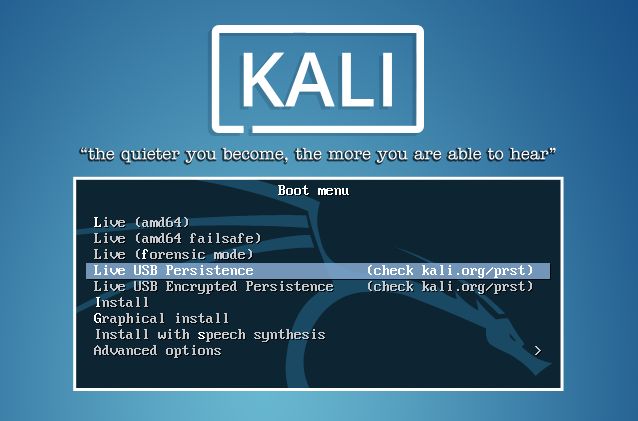 KALI
“the quieter you become, the more you are able to hear”
Boot menu
Live (amd64)
Live (amd64 failsafe)
Live (forensic mode)
Live USB Persistence (check kali.org/prst)
Live USB Encrypted Persistence (check kali.org/prst)
Install
Graphical install
Install with speech synthesis
Advanced options >